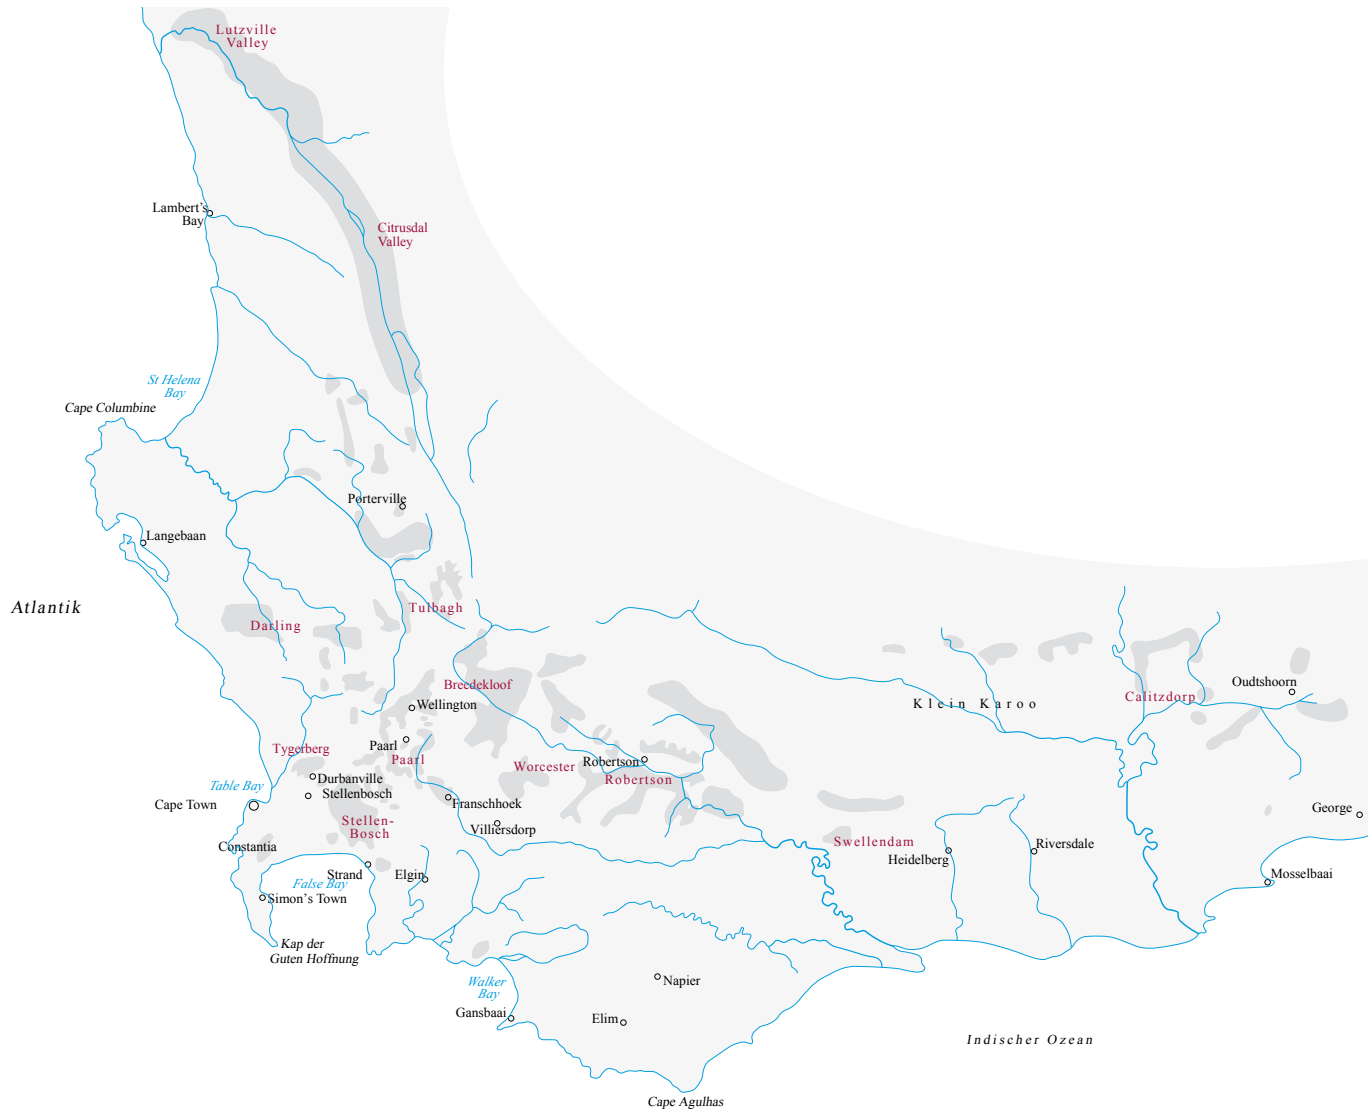 Lutzville
Valley
Lambert's
Bay
Citrusdal
Valley
St Helena
Bay
Cape Columbine
Porterville
Langebaan
Atlantik
Tulbagh
Darling
Breedekloof
Wellington
Oudtshoorn
Calitzdorp
Klein Karoo
Tygerberg
Paarl
Paarl
Worcester
Robertson
Robertson
Durbanville
Table Bay
Stellenbosch
Cape Town
Franschhoek
George
Stellen-
Bosch
Villiersdorp
Constantia
Swellendam
Heidelberg
Riversdale
Strand
Elgin
Mosselbaai
False Bay
Simon's Town
Kap der
Guten Hoffnung
Walker
Bay
Napier
Gansbaai
Elim
Indischer Ozean
Cape Agulhas